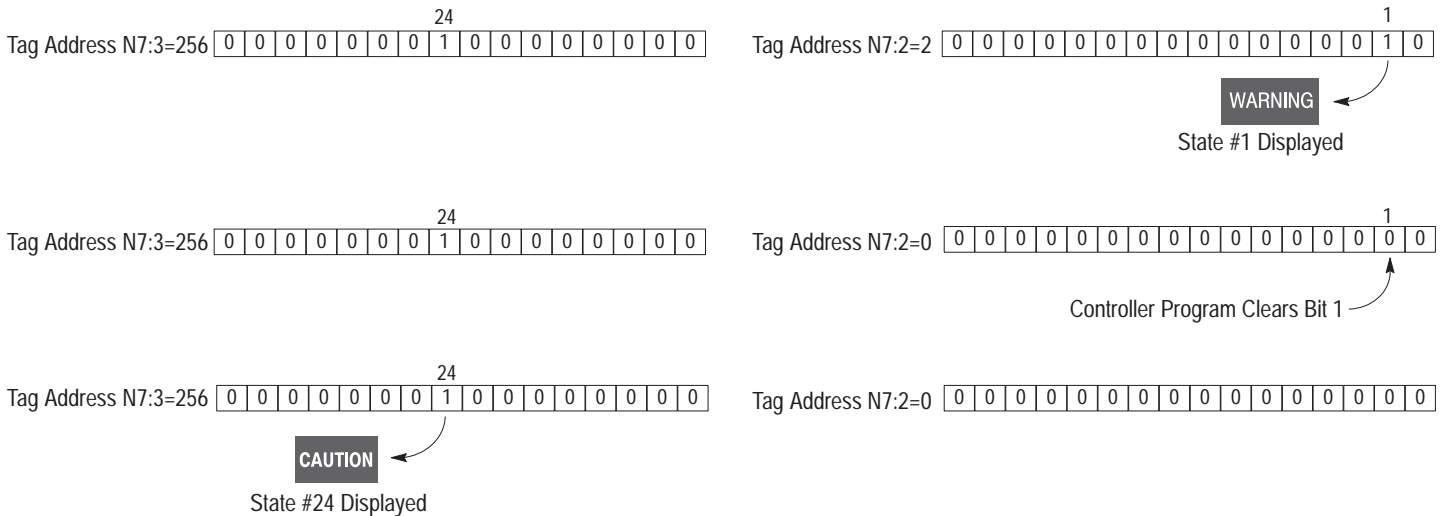 24
Tag Address N7:3=256 0 0 0 0 0 0 0 1 0 0 0 0 0 0 0 0
1
Tag Address N7:2=2 0 0 0 0 0 0 0 0 0 0 0 0 0 0 1 0
WARNING
State #1 Displayed
24
Tag Address N7:3=256 0 0 0 0 0 0 0 1 0 0 0 0 0 0 0 0
1
Tag Address N7:2=0 0 0 0 0 0 0 0 0 0 0 0 0 0 0 0 0
Controller Program Clears Bit 1
24
Tag Address N7:3=256 0 0 0 0 0 0 0 1 0 0 0 0 0 0 0 0
Tag Address N7:2=0 0 0 0 0 0 0 0 0 0 0 0 0 0 0 0 0
CAUTION
State #24 Displayed